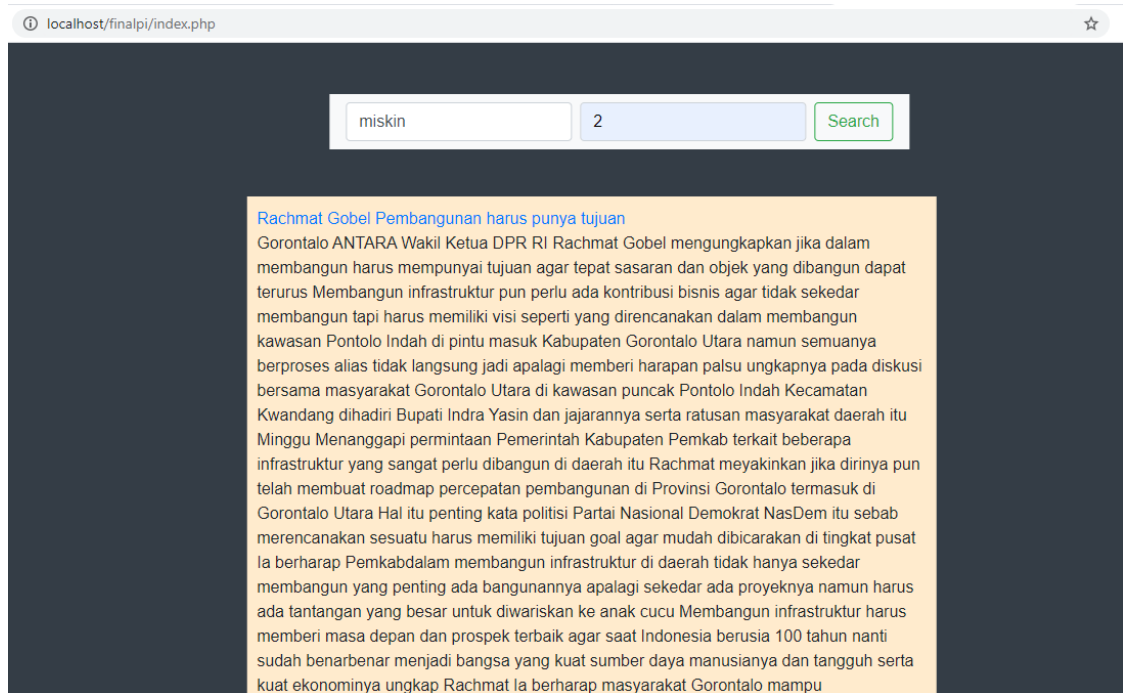 localhost/finalpi/index.php
miskin 2 Search
Rachmat Gobel Pembangunan harus punya tujuan
Gorontalo ANTARA Wakil Ketua DPR RI Rachmat Gobel mengungkapkan jika dalam
membangun harus mempunyai tujuan agar tepat sasaran dan objek yang dibangun dapat
terurus Membangun infrastruktur pun perlu ada kontribusi bisnis agar tidak sekedar
membangun tapi harus memiliki visi seperti yang direncanakan dalam membangun
kawasan Pontolo Indah di pintu masuk Kabupaten Gorontalo Utara namun semuanya
berproses alias tidak langsung jadi apalagi memberi harapan palsu ungkapnya pada diskusi
bersama masyarakat Gorontalo Utara di kawasan puncak Pontolo Indah Kecamatan
Kwandang dihadiri Bupati Indra Yasin dan jajarannya serta ratusan masyarakat daerah itu
Minggu Menanggapi permintaan Pemerintah Kabupaten Pemkab terkait beberapa
infrastruktur yang sangat perlu dibangun di daerah itu Rachmat meyakinkan jika dirinya pun
telah membuat roadmap percepatan pembangunan di Provinsi Gorontalo termasuk di
Gorontalo Utara Hal itu penting kata politisi Partai Nasional Demokrat NasDem itu sebab
merencanakan sesuatu harus memiliki tujuan goal agar mudah dibicarakan di tingkat pusat
Ia berharap Pemkabdalam membangun infrastruktur di daerah tidak hanya sekedar
membangun yang penting ada bangunannya apalagi sekedar ada proyeknya namun harus
ada tantangan yang besar untuk diwariskan ke anak cucu Membangun infrastruktur harus
memberi masa depan dan prospek terbaik agar saat Indonesia berusia 100 tahun nanti
sudah benarbenar menjadi bangsa yang kuat sumber daya manusianya dan tangguh serta
kuat ekonominya ungkap Rachmat Ia berharap masyarakat Gorontalo mampu